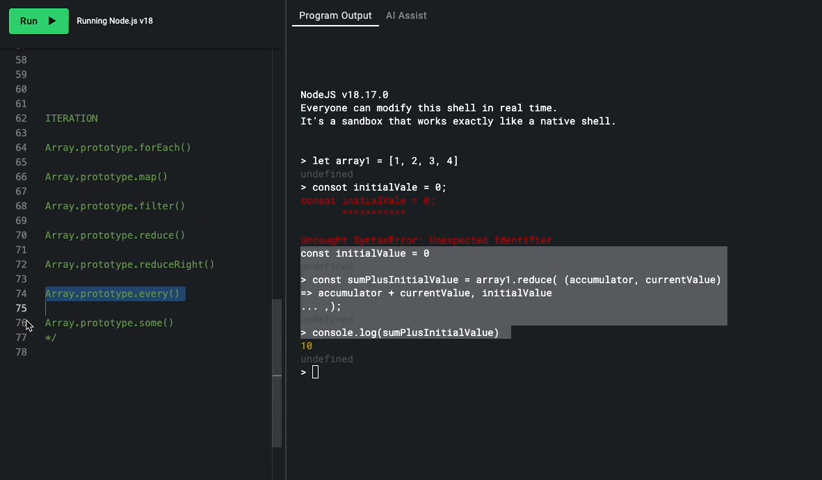 Run
Running Node.js v18
Program Output
AI Assist
58
59
60
61
62 ITERATION
63
64 Array.prototype.forEach()
65
66 Array.prototype.map()
67
68 Array.prototype.filter()
69
70 Array.prototype.reduce()
71
72 Array.prototype.reduceRight()
73
74 Array.prototype.every()
75
76 Array.prototype.some()
77 */
78
NodeJS v18.17.0
Everyone can modify this shell in real time.
It's a sandbox that works exactly like a native shell.
> let array1 = [1, 2, 3, 4]
undefined
> consot initialVale = 0;
consot initialVale = 0;
^^^^^^^^^^^
Uncaught SyntaxError: Unexpected identifier
const initialValue = 0
undefined
> const sumPlusInitialValue = array1.reduce( (accumulator, currentValue)
=> accumulator + currentValue, initialValue
... ,);
undefined
> console.log(sumPlusInitialValue)
10
undefined
>